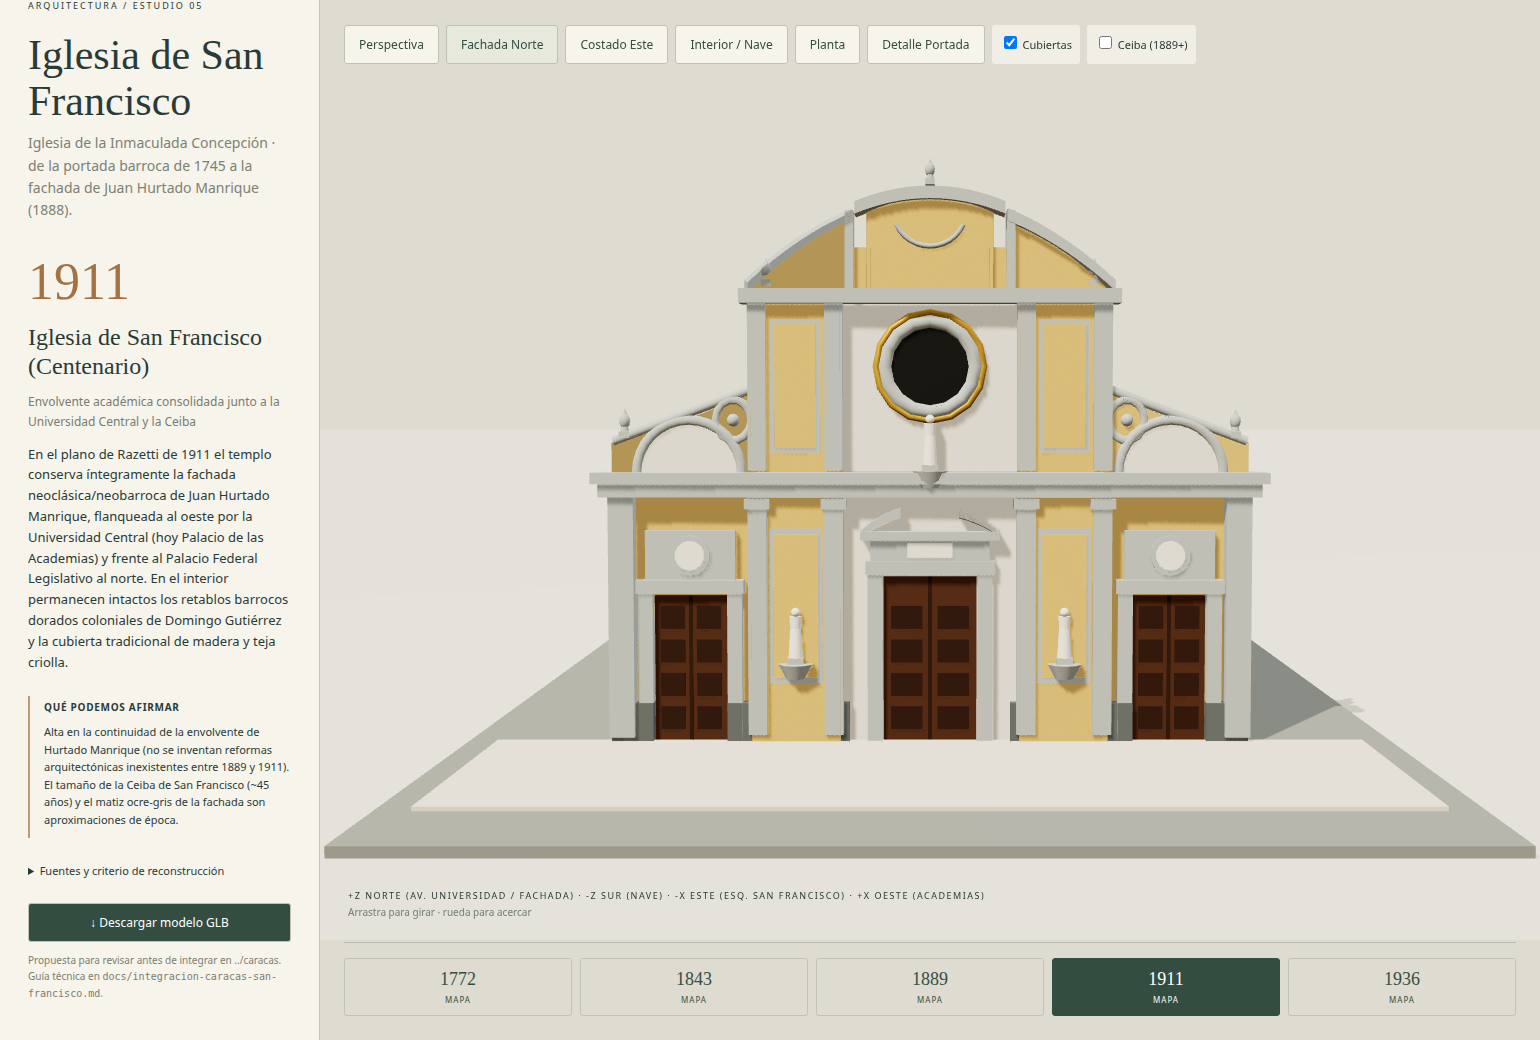 ARQUITECTURA / ESTUDIO 05
Iglesia de San
Francisco
Iglesia de la Inmaculada Concepción ·
de la portada barroca de 1745 a la
fachada de Juan Hurtado Manrique
(1888).
1911
Iglesia de San Francisco
(Centenario)
Envolvente académica consolidada junto a la
Universidad Central y la Ceiba
En el plano de Razetti de 1911 el templo
conserva íntegramente la fachada
neoclásica/neobarroca de Juan Hurtado
Manrique, flanqueada al oeste por la
Universidad Central (hoy Palacio de las
Academias) y frente al Palacio Federal
Legislativo al norte. En el interior
permanecen intactos los retablos barrocos
dorados coloniales de Domingo Gutiérrez
y la cubierta tradicional de madera y teja
criolla.
QUÉ PODEMOS AFIRMAR
Alta en la continuidad de la envolvente de
Hurtado Manrique (no se inventan reformas
arquitectónicas inexistentes entre 1889 y 1911).
El tamaño de la Ceiba de San Francisco (~45
años) y el matiz ocre-gris de la fachada son
aproximaciones de época.
Fuentes y criterio de reconstrucción
↓ Descargar modelo GLB
Propuesta para revisar antes de integrar en ../caracas.
Guía técnica en docs/integracion-caracas-san-
francisco.md.
Perspectiva
Fachada Norte
Costado Este
Interior / Nave
Planta
Detalle Portada
Cubiertas
Ceiba (1889+)
+Z NORTE (AV. UNIVERSIDAD / FACHADA) · -Z SUR (NAVE) · -X ESTE (ESQ. SAN FRANCISCO) · +X OESTE (ACADEMIAS)
Arrastra para girar · rueda para acercar
1772
MAPA
1843
MAPA
1889
MAPA
1911
MAPA
1936
MAPA